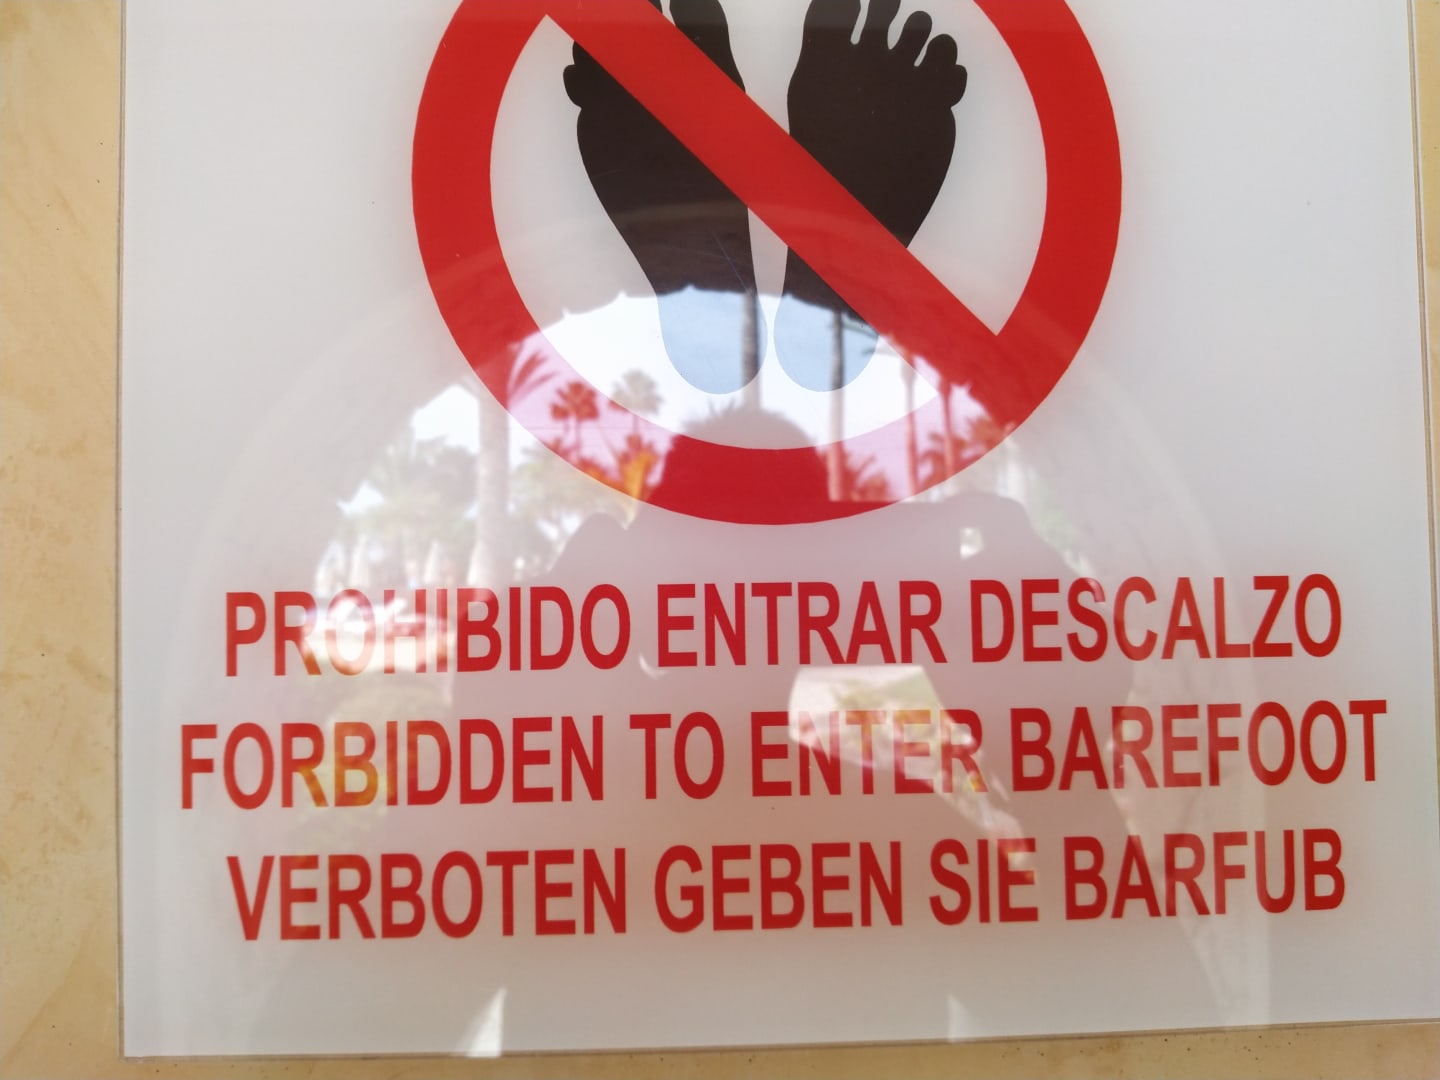 PROHIBIDO ENTRAR DESCALZO
FORBIDDEN TO ENTER BAREFOOT
VERBOTEN GEBEN SIE BARFUB